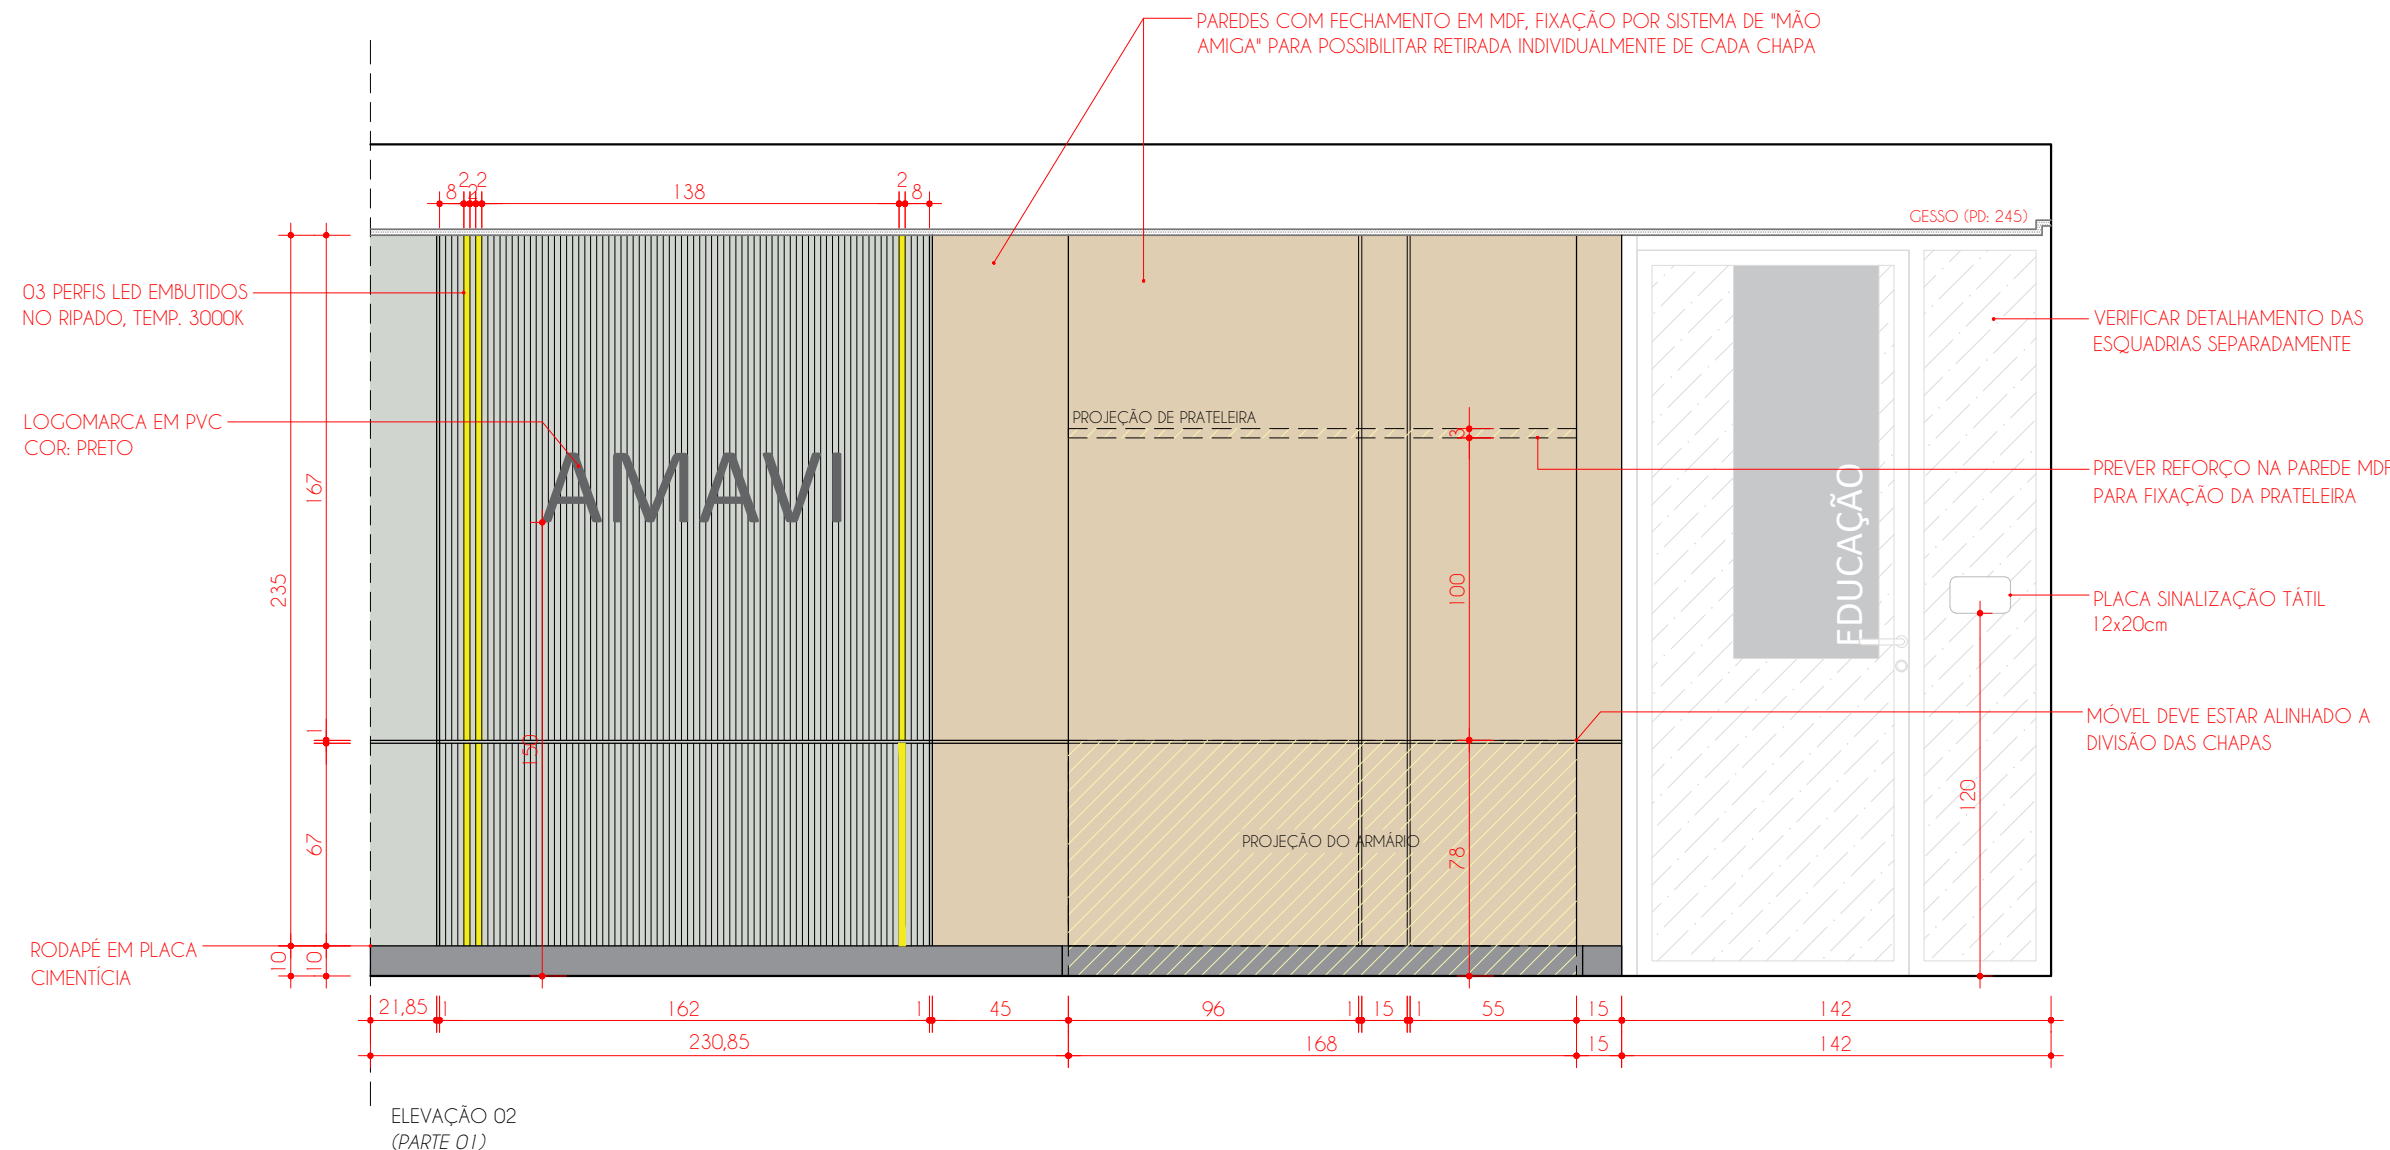 PAREDES COM FECHAMENTO EM MDF, FIXAÇÃO POR SISTEMA DE "MÃO
AMIGA" PARA POSSIBILITAR RETIRADA INDIVIDUALMENTE DE CADA CHAPA
8 2 2 2 138 2 8
GESSO (PD: 245)
03 PERFIS LED EMBUTIDOS
NO RIPADO, TEMP. 3000K
VERIFICAR DETALHAMENTO DAS
ESQUADRIAS SEPARADAMENTE
LOGOMARCA EM PVC
COR: PRETO
PROJEÇÃO DE PRATELEIRA
3
AMAVI
PREVER REFORÇO NA PAREDE MDF
PARA FIXAÇÃO DA PRATELEIRA
EDUCAÇÃO
167
235
100
PLACA SINALIZAÇÃO TÁTIL
12x20cm
MÓVEL DEVE ESTAR ALINHADO A
DIVISÃO DAS CHAPAS
1
150
120
67
PROJEÇÃO DO ARMÁRIO
78
RODAPÉ EM PLACA
CIMENTÍCIA
10 10
21,85 1 162 1 45 96 1 15 1 55 15 142
230,85 168 15 142
ELEVAÇÃO 02
(PARTE 01)